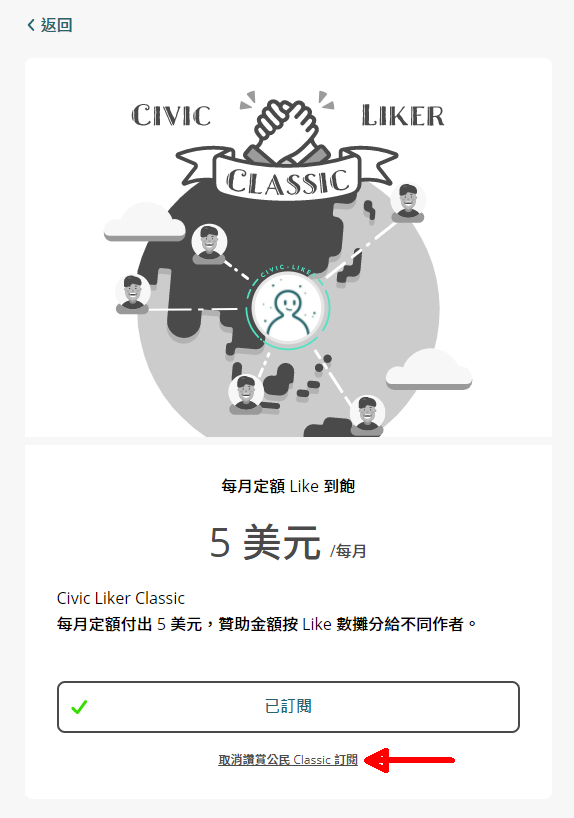 返回
CIVIC LIKER
CLASSIC
CIVIC · LIKER
每月定額 Like 到飽
5 美元 /每月
Civic Liker Classic
每月定額付出 5 美元，贊助金額按 Like 數攤分給不同作者。
已訂閱
取消讚賞公民 Classic 訂閱